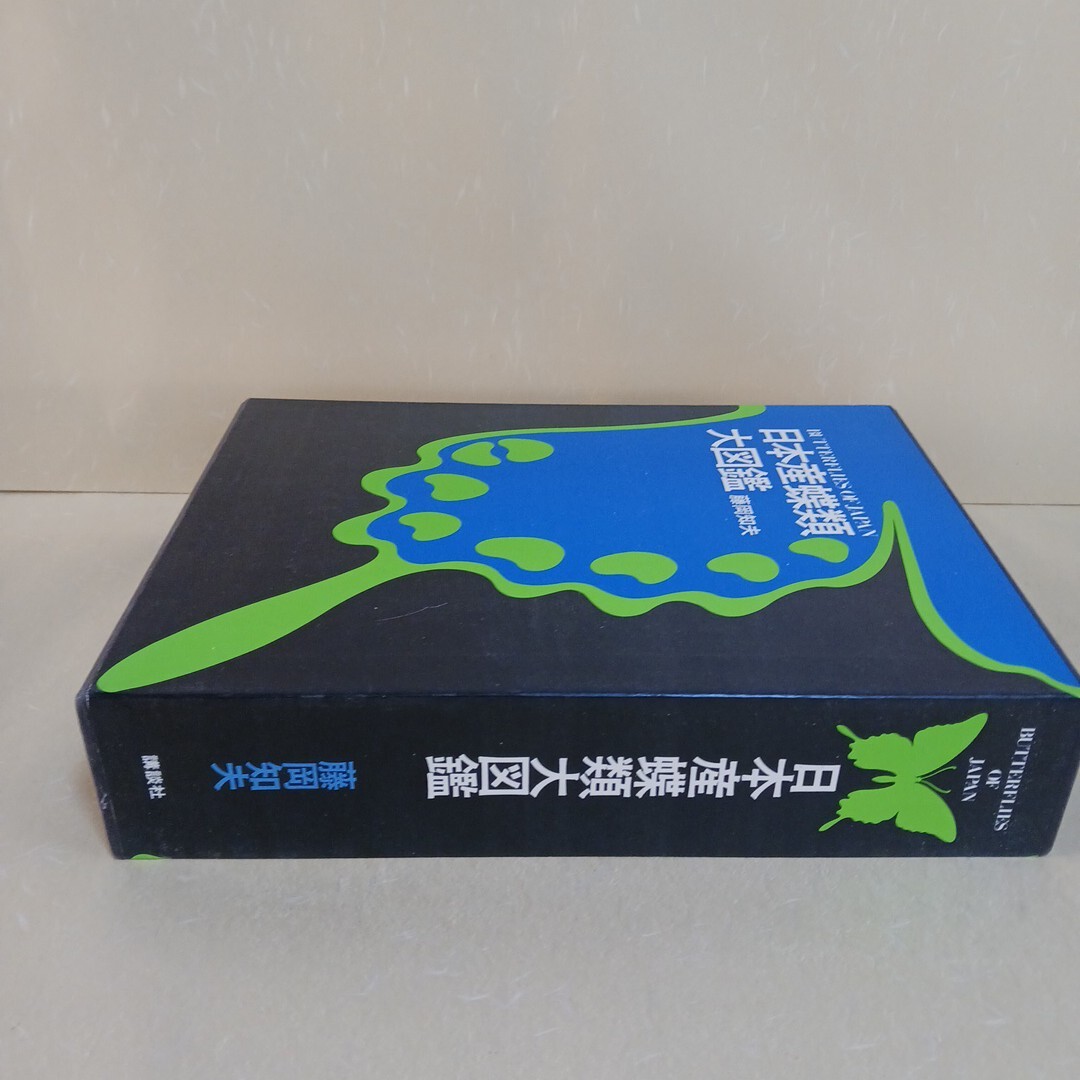 BUTTERFLIES OF JAPAN
日本産蝶類
大図鑑 藤岡知夫
BUTTERFLIES
OF
JAPAN
日本産蝶類大図鑑
藤岡知夫
講談社